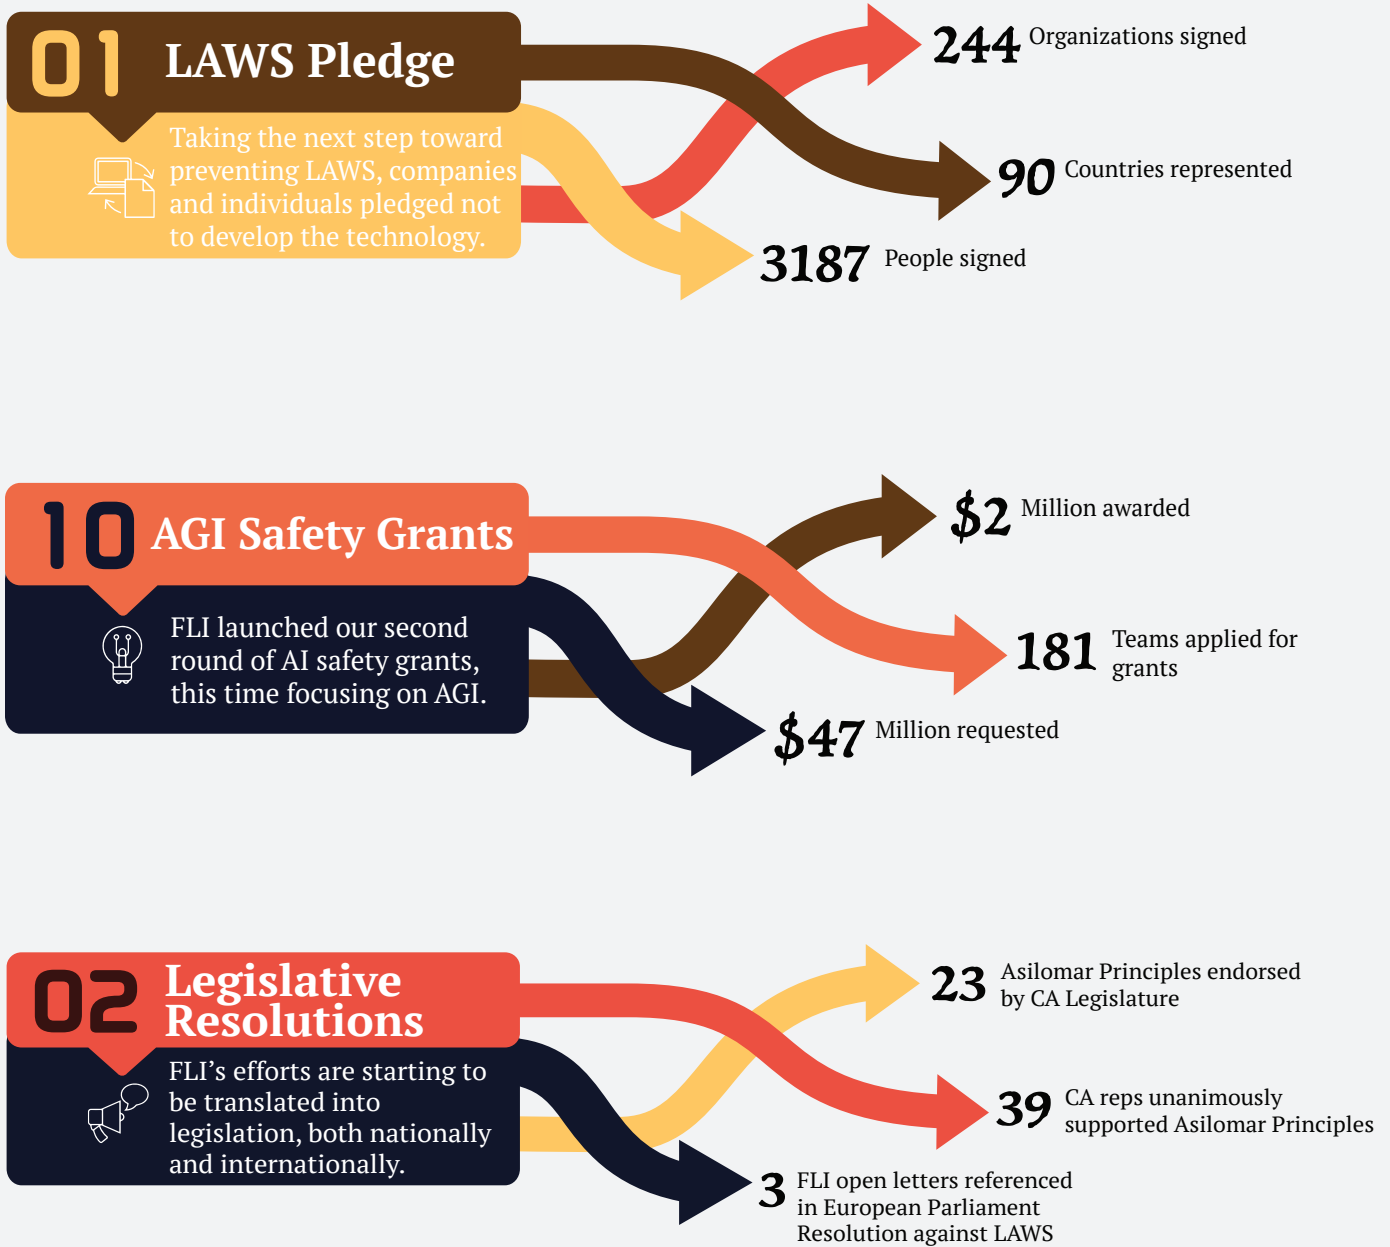 01
LAWS Pledge
Taking the next step toward
preventing LAWS, companies
and individuals pledged not
to develop the technology.
244 Organizations signed
90 Countries represented
3187 People signed
10
AGI Safety Grants
FLI launched our second
round of AI safety grants,
this time focusing on AGI.
$2 Million awarded
181 Teams applied for
grants
$47 Million requested
02
Legislative
Resolutions
FLI’s efforts are starting to
be translated into
legislation, both nationally
and internationally.
23 Asilomar Principles endorsed
by CA Legislature
39 CA reps unanimously
supported Asilomar Principles
3 FLI open letters referenced
in European Parliament
Resolution against LAWS